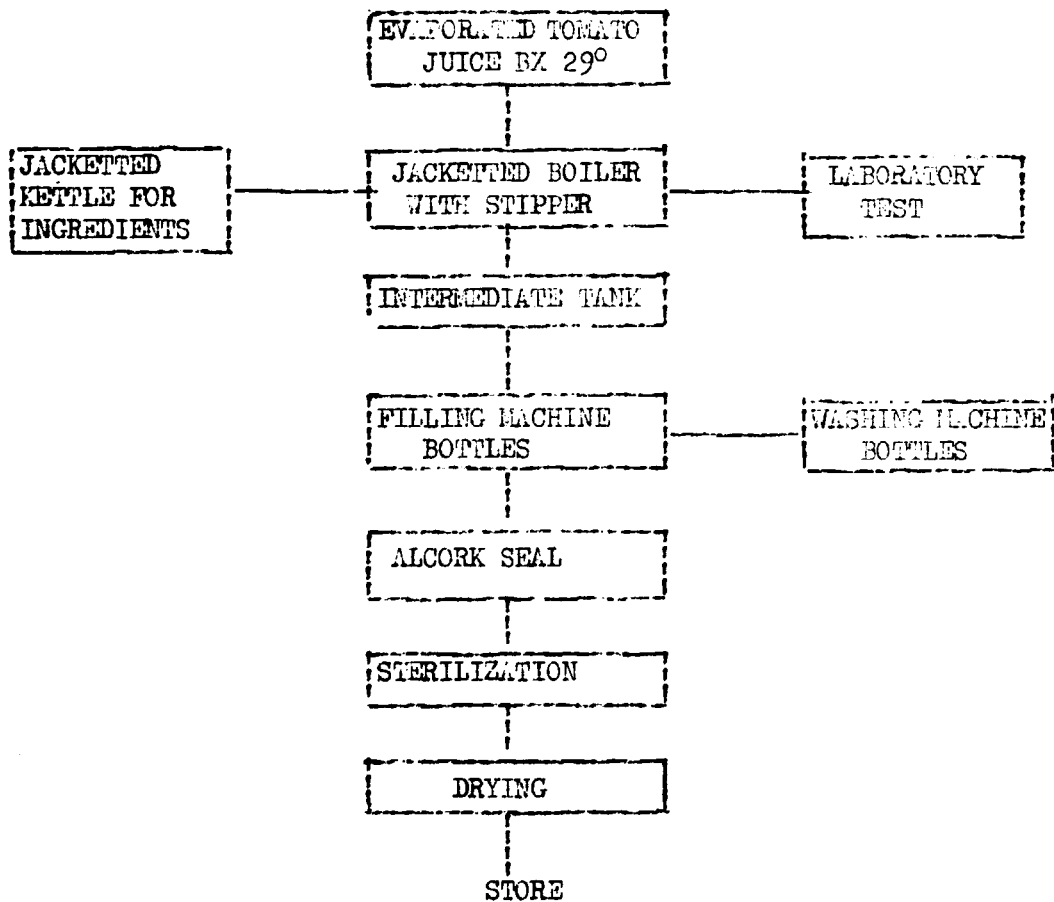 EVAPORATED TOMATO
JUICE BX 29°
JACKETTED
KETTLE FOR
INGREDIENTS
JACKETTED BOILER
WITH STIPPER
LABORATORY
TEST
INTERMEDIATE TANK
FILLING MACHINE
BOTTLES
WASHING MACHINE
BOTTLES
ALCORK SEAL
STERILIZATION
DRYING
STORE